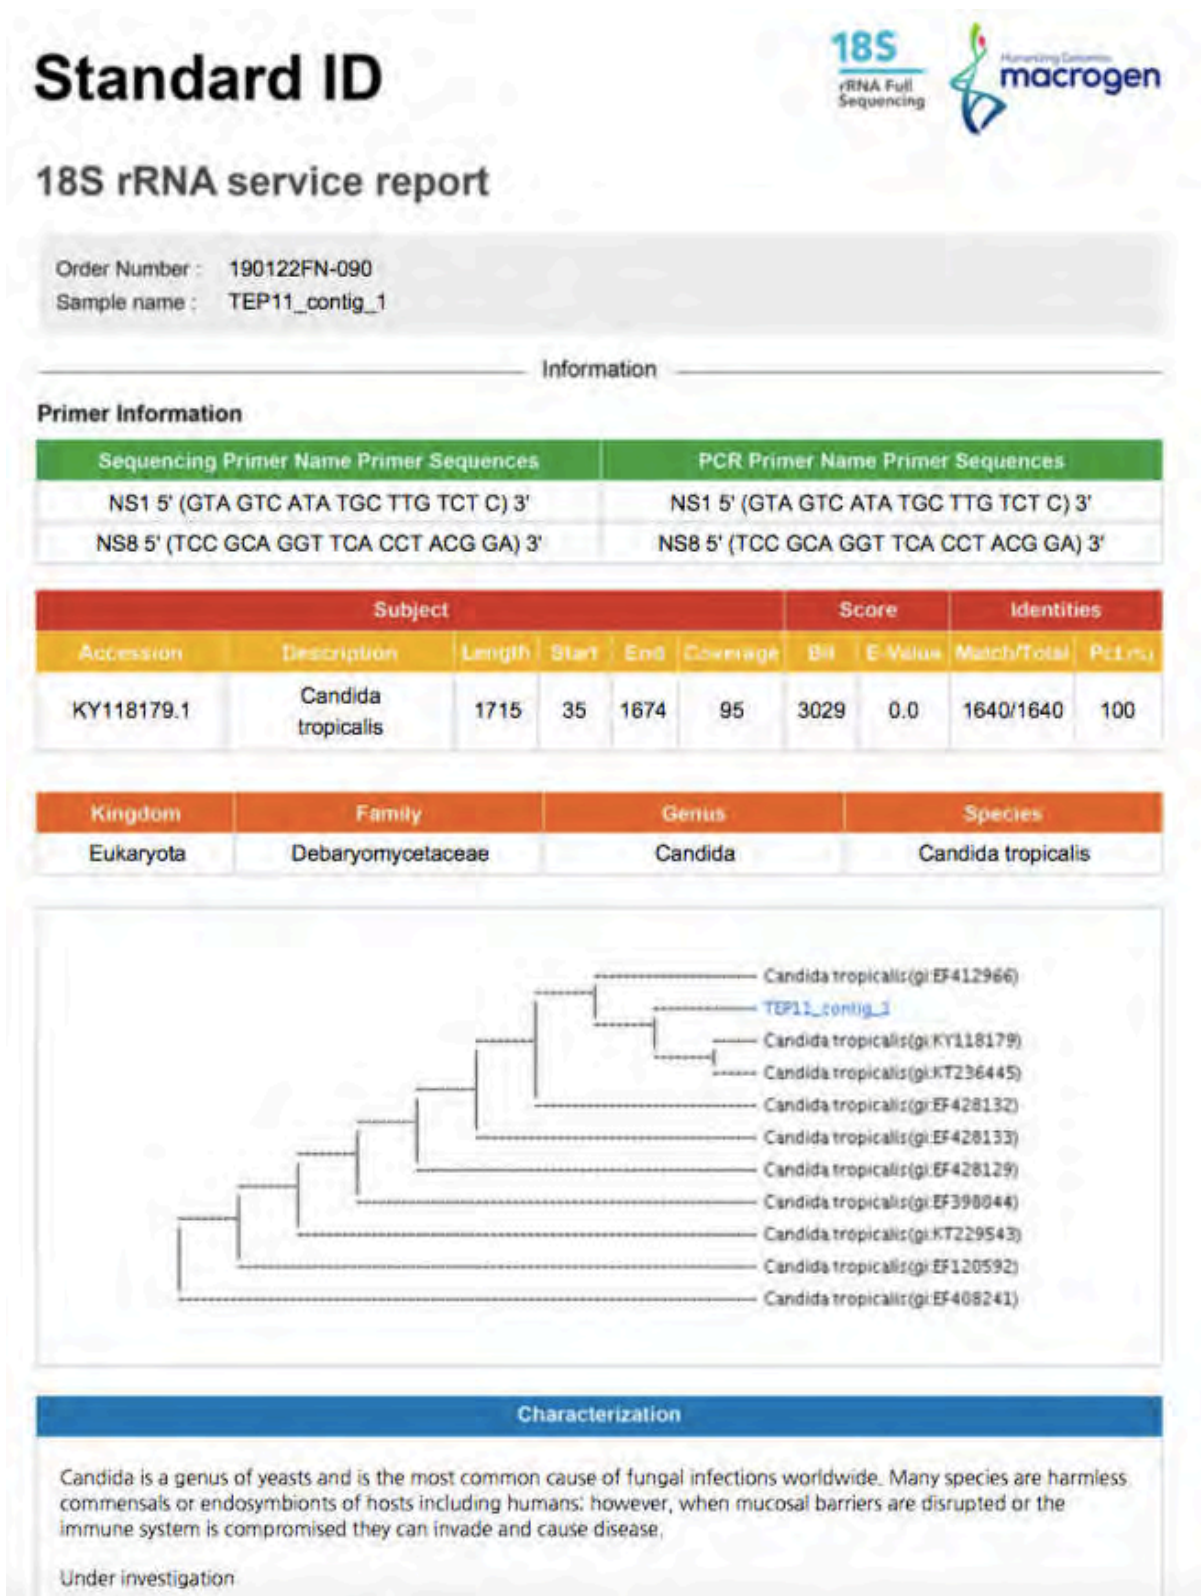 Standard ID
18S
rRNA Full
Sequencing
Humanizing Genomics
macrogen
18S rRNA service report
Order Number : 190122FN-090
Sample name : TEP11_contig_1
Information
Primer Information
Sequencing Primer Name Primer Sequences PCR Primer Name Primer Sequences
NS1 5' (GTA GTC ATA TGC TTG TCT C) 3' NS1 5' (GTA GTC ATA TGC TTG TCT C) 3'
NS8 5' (TCC GCA GGT TCA CCT ACG GA) 3' NS8 5' (TCC GCA GGT TCA CCT ACG GA) 3'
Subject Score Identities
Accession Description Length Start End Coverage Bit E-Value Match/Total Pct.(%)
KY118179.1 Candida tropicalis 1715 35 1674 95 3029 0.0 1640/1640 100
Kingdom Family Genus Species
Eukaryota Debaryomycetaceae Candida Candida tropicalis
Candida tropicalis(gi:EF412966)
TEP11_contig_1
Candida tropicalis(gi:KY118179)
Candida tropicalis(gi:KT236445)
Candida tropicalis(gi:EF428132)
Candida tropicalis(gi:EF428133)
Candida tropicalis(gi:EF428129)
Candida tropicalis(gi:EF398044)
Candida tropicalis(gi:KT229543)
Candida tropicalis(gi:EF120592)
Candida tropicalis(gi:EF408241)
Characterization
Candida is a genus of yeasts and is the most common cause of fungal infections worldwide. Many species are harmless
commensals or endosymbionts of hosts including humans; however, when mucosal barriers are disrupted or the
immune system is compromised they can invade and cause disease.
Under investigation